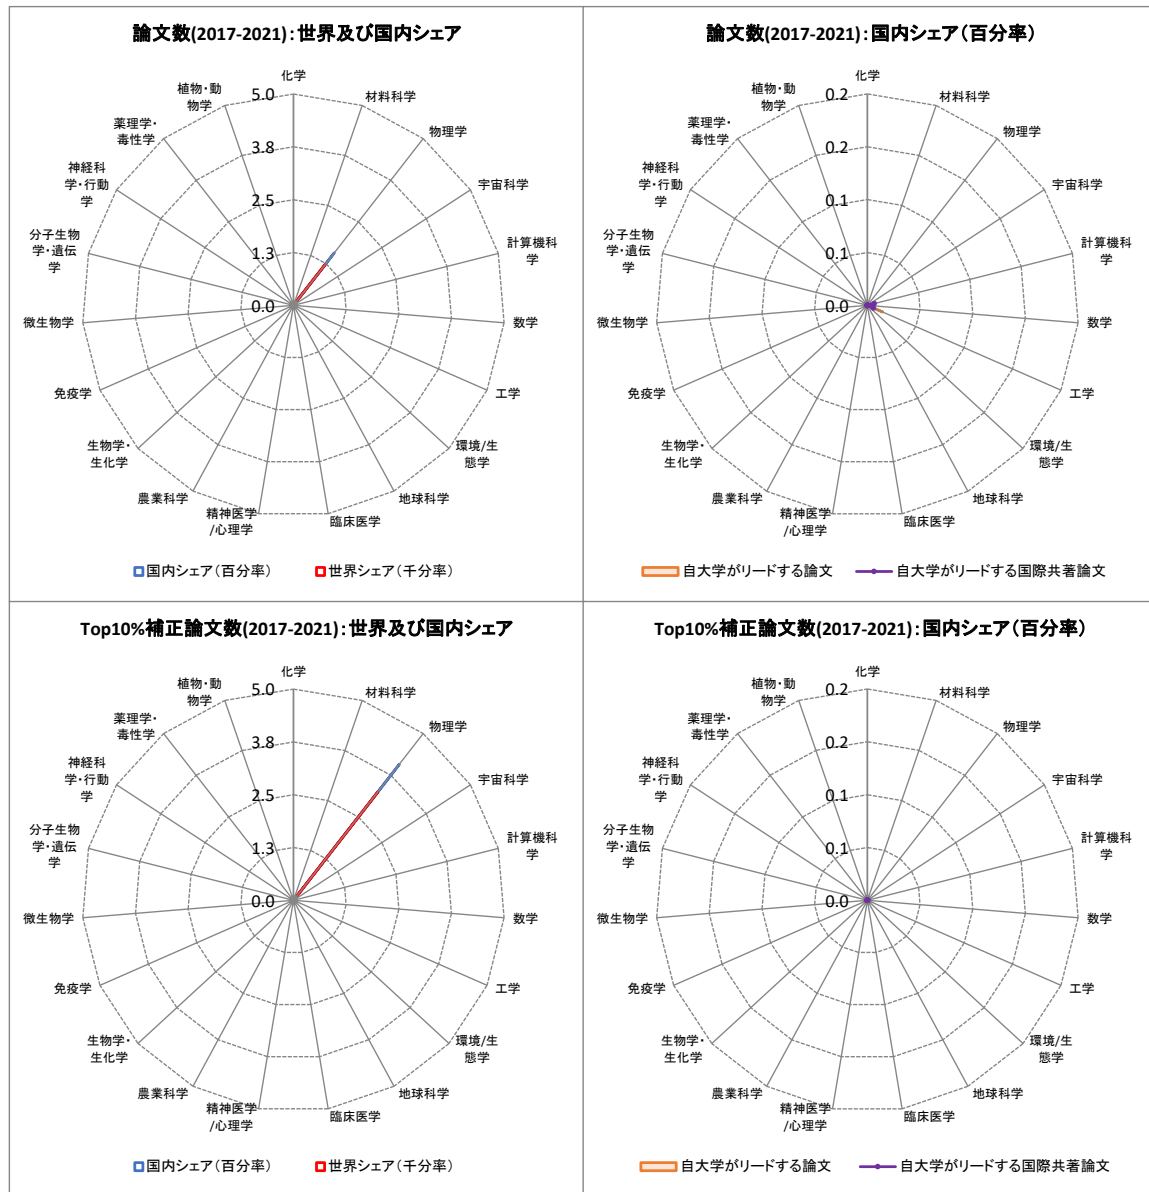 論文数(2017-2021):世界及び国内シェア
化学
材料科学
物理学
宇宙科学
計算機科
学
数学
工学
環境/生
態学
地球科学
臨床医学
精神医学
/心理学
農業科学
生物学・
生化学
免疫学
微生物学
分子生物
学・遺伝
学
神経科
学・行動
学
薬理学・
毒性学
植物・動
物学
5.0
3.8
2.5
1.3
0.0
国内シェア(百分率)
世界シェア(千分率)
論文数(2017-2021):国内シェア(百分率)
化学
材料科学
物理学
宇宙科学
計算機科
学
数学
工学
環境/生
態学
地球科学
臨床医学
精神医学
/心理学
農業科学
生物学・
生化学
免疫学
微生物学
分子生物
学・遺伝
学
神経科
学・行動
学
薬理学・
毒性学
植物・動
物学
0.2
0.2
0.1
0.1
0.0
自大学がリードする論文
自大学がリードする国際共著論文
Top10%補正論文数(2017-2021):世界及び国内シェア
化学
材料科学
物理学
宇宙科学
計算機科
学
数学
工学
環境/生
態学
地球科学
臨床医学
精神医学
/心理学
農業科学
生物学・
生化学
免疫学
微生物学
分子生物
学・遺伝
学
神経科
学・行動
学
薬理学・
毒性学
植物・動
物学
5.0
3.8
2.5
1.3
0.0
国内シェア(百分率)
世界シェア(千分率)
Top10%補正論文数(2017-2021):国内シェア(百分率)
化学
材料科学
物理学
宇宙科学
計算機科
学
数学
工学
環境/生
態学
地球科学
臨床医学
精神医学
/心理学
農業科学
生物学・
生化学
免疫学
微生物学
分子生物
学・遺伝
学
神経科
学・行動
学
薬理学・
毒性学
植物・動
物学
0.2
0.2
0.1
0.1
0.0
自大学がリードする論文
自大学がリードする国際共著論文